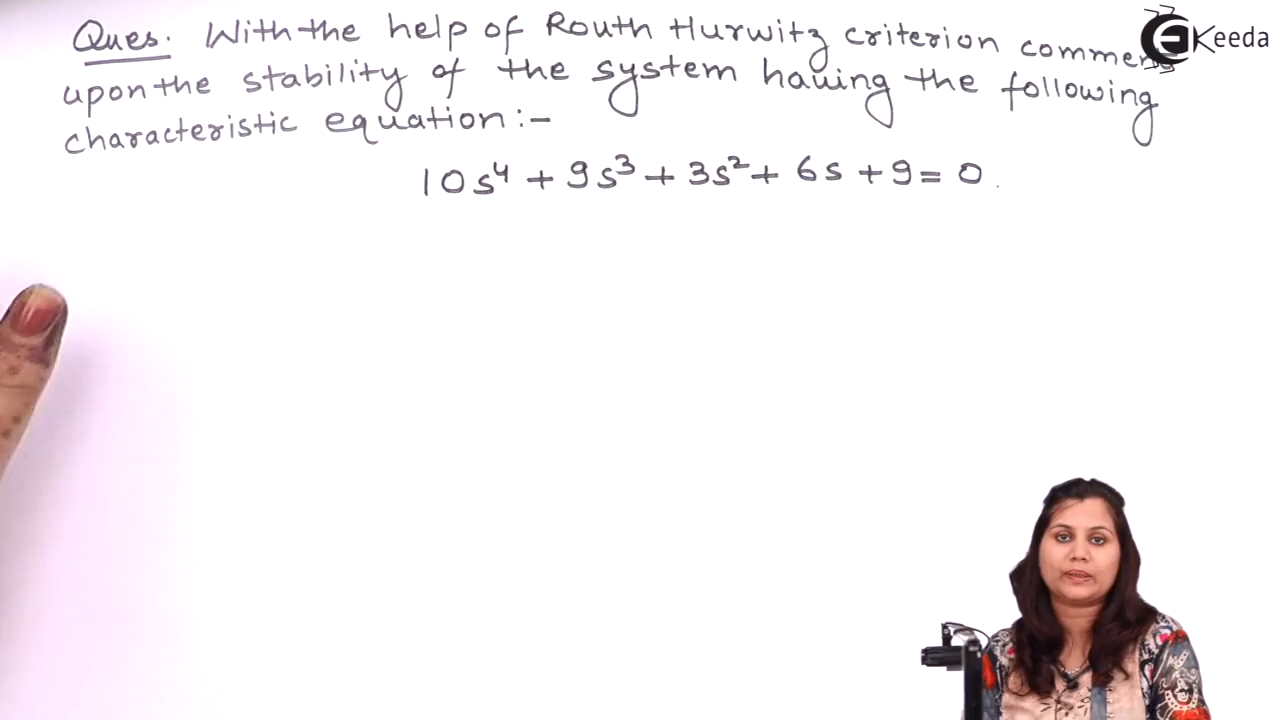 Ques. With the help of Routh Hurwitz criterion commen
Keeda
upon the stability of the system having the following
characteristic equation:-
10s⁴ + 9s³ + 3s² + 6s + 9 = 0.